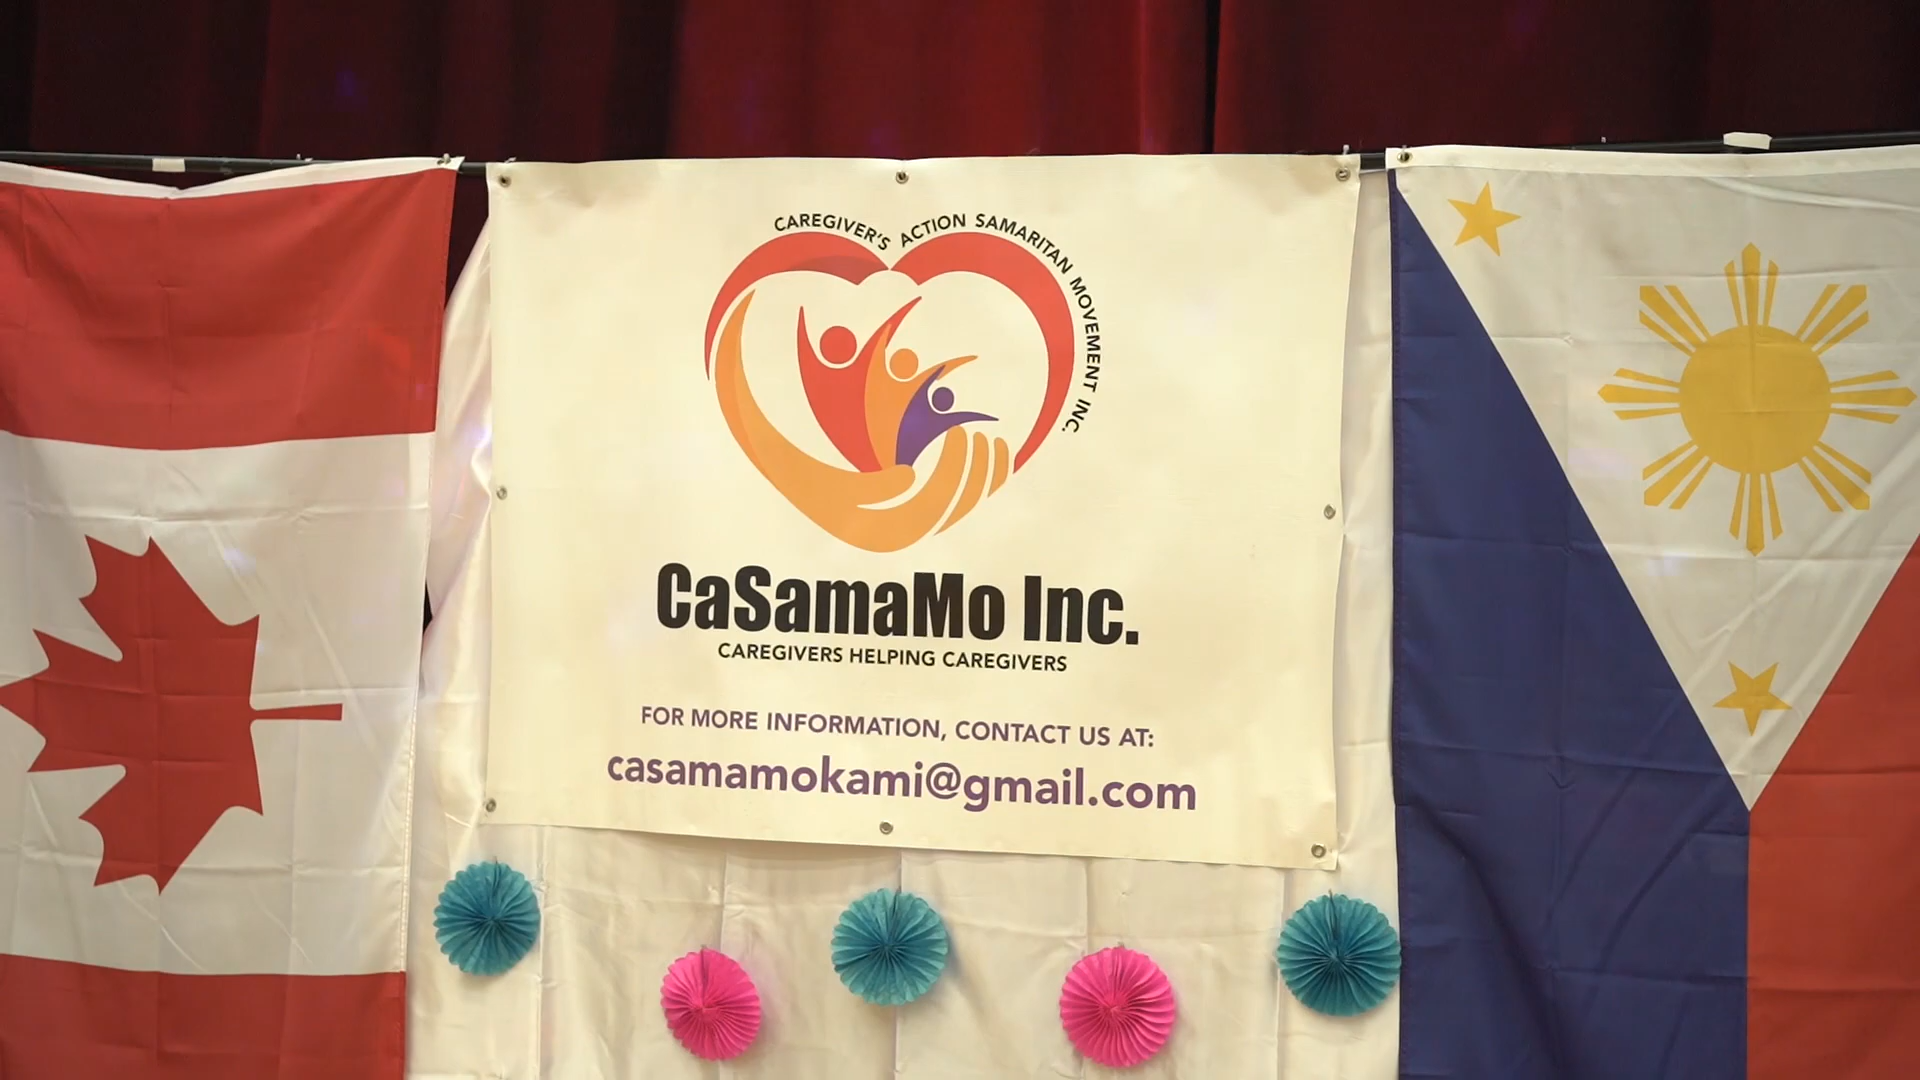 CAREGIVER'S ACTION SAMARITAN MOVEMENT INC.
CaSamaMo Inc.
CAREGIVERS HELPING CAREGIVERS
FOR MORE INFORMATION, CONTACT US AT:
casamamokami@gmail.com